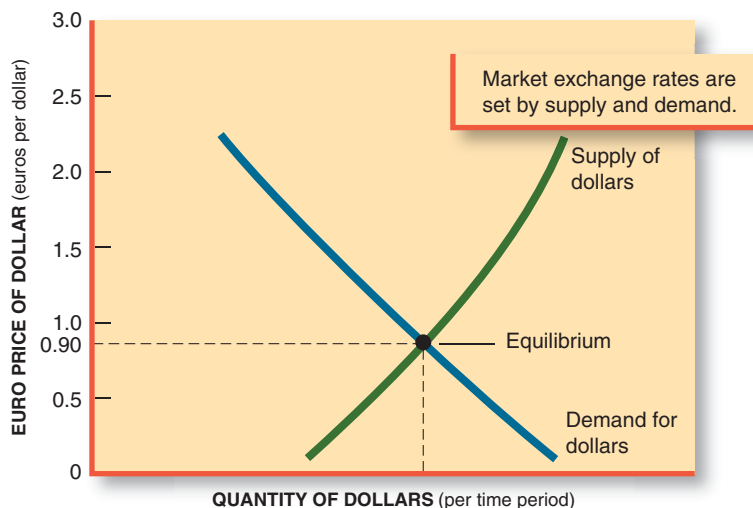 3.0
Market exchange rates are
set by supply and demand.
2.5
Supply of
dollars
2.0
1.5
1.0
0.90
Equilibrium
0.5
Demand for
dollars
0
EURO PRICE OF DOLLAR (euros per dollar)
QUANTITY OF DOLLARS (per time period)